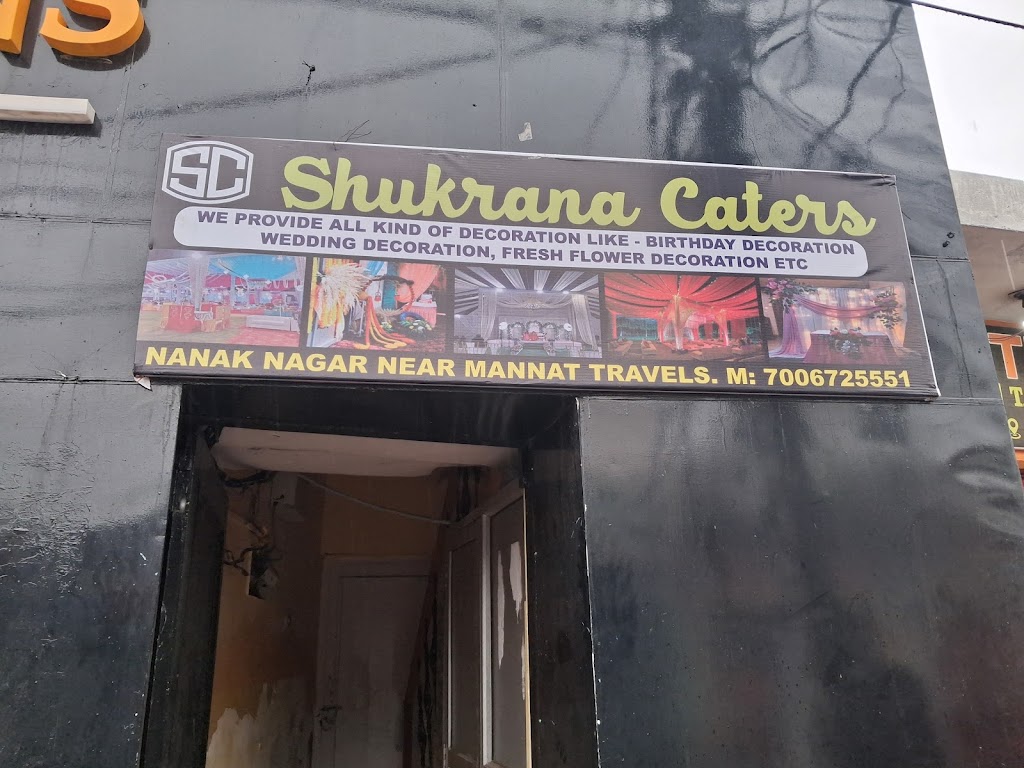 SC
Shukrana Caters
WE PROVIDE ALL KIND OF DECORATION LIKE - BIRTHDAY DECORATION
WEDDING DECORATION, FRESH FLOWER DECORATION ETC
NANAK NAGAR NEAR MANNAT TRAVELS. M: 7006725551